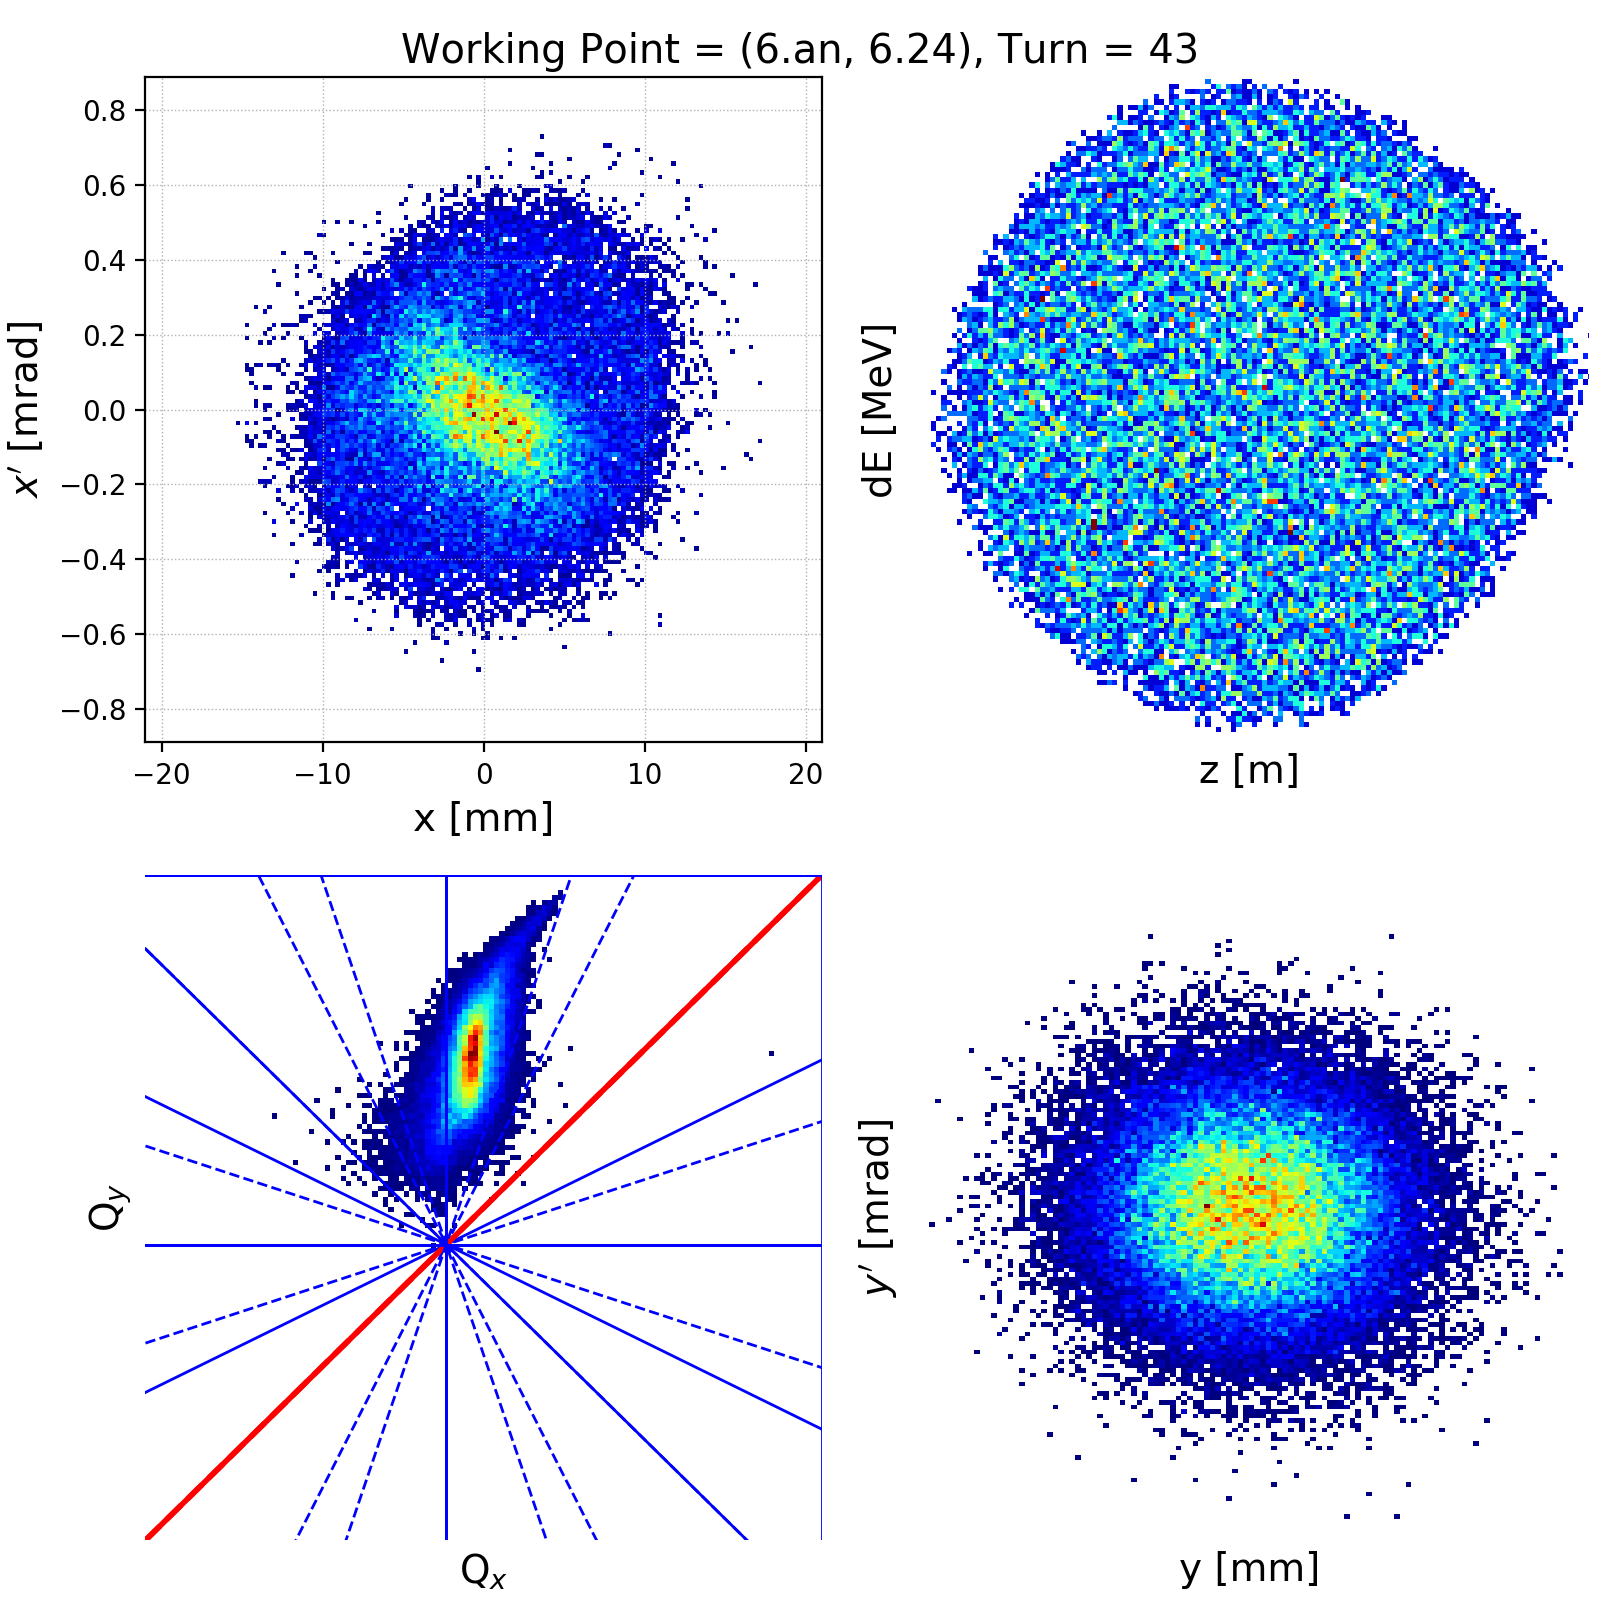 Working Point = (6.an, 6.24), Turn = 43
0.8
0.6
0.4
0.2
0.0
−0.2
−0.4
−0.6
−0.8
x′ [mrad]
−20 −10 0 10 20
x [mm]
dE [MeV]
z [m]
Qy
Qx
y′ [mrad]
y [mm]